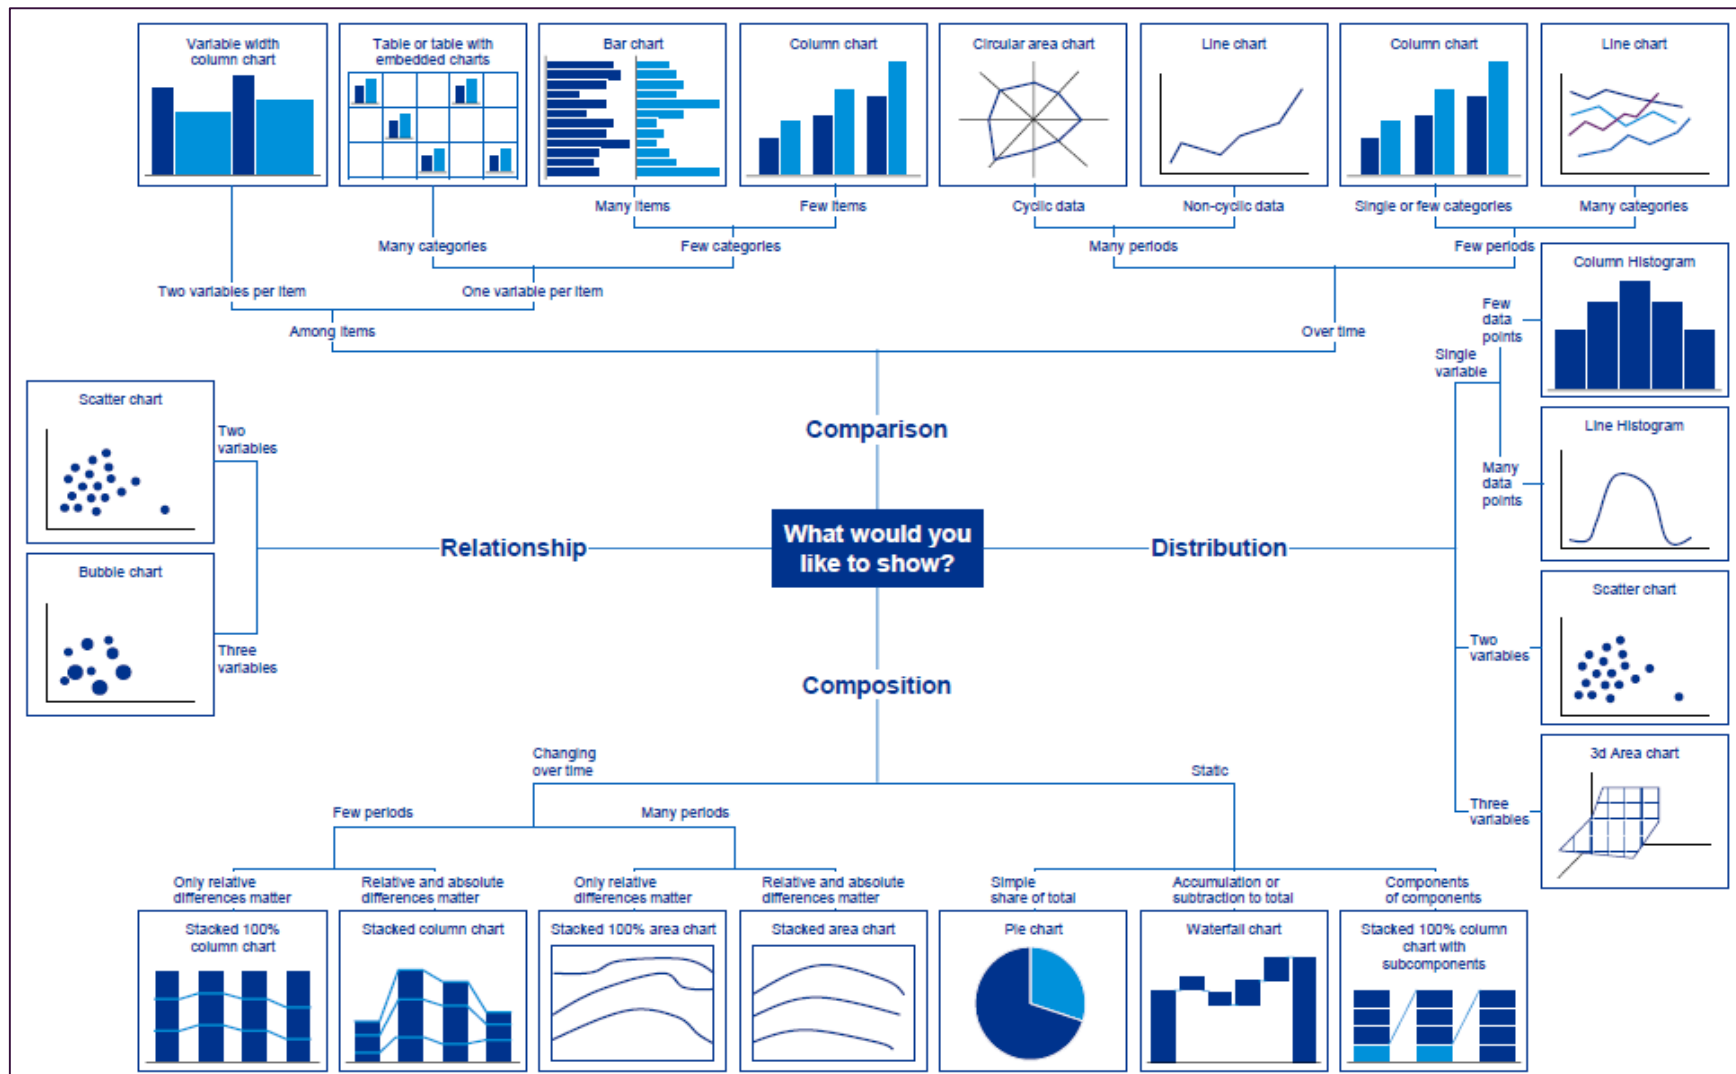 Variable width
column chart
Table or table with
embedded charts
Bar chart
Column chart
Circular area chart
Line chart
Column chart
Line chart
Many items
Few items
Cyclic data
Non-cyclic data
Single or few categories
Many categories
Many categories
Few categories
Many periods
Few periods
Two variables per item
One variable per item
Among items
Over time
Column Histogram
Few
data
points
Single
variable
Scatter chart
Two
variables
Comparison
Line Histogram
Many
data
points
What would you
like to show?
Relationship
Distribution
Bubble chart
Three
variables
Scatter chart
Two
variables
Composition
3d Area chart
Three
variables
Changing
over time
Static
Few periods
Many periods
Only relative
differences matter
Relative and absolute
differences matter
Only relative
differences matter
Relative and absolute
differences matter
Simple
share of total
Accumulation or
subtraction to total
Components
of components
Stacked 100%
column chart
Stacked column chart
Stacked 100% area chart
Stacked area chart
Pie chart
Waterfall chart
Stacked 100% column
chart with
subcomponents